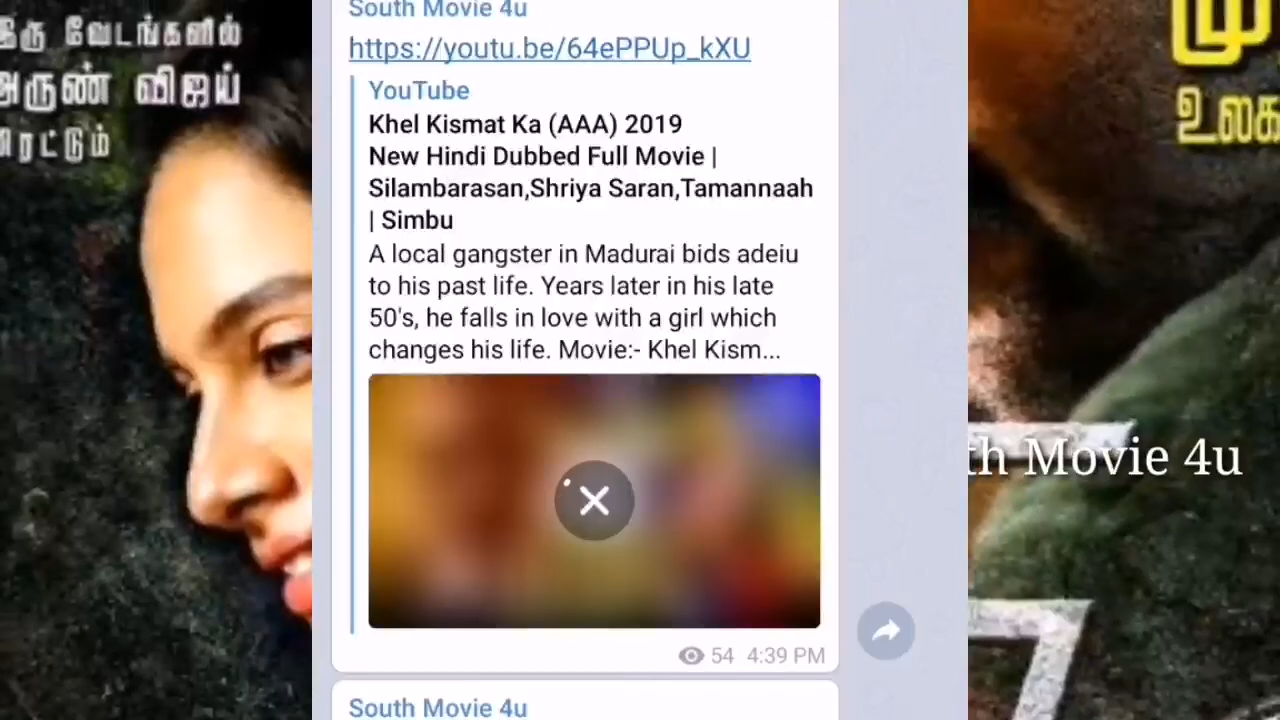 இரு வேடங்களில்
அருண் விஜய்
மிரட்டும்
South Movie 4u
https://youtu.be/64ePPUp_kXU
YouTube
Khel Kismat Ka (AAA) 2019
New Hindi Dubbed Full Movie |
Silambarasan,Shriya Saran,Tamannaah
| Simbu
A local gangster in Madurai bids adeiu
to his past life. Years later in his late
50's, he falls in love with a girl which
changes his life. Movie:- Khel Kism...
54 4:39 PM
South Movie 4u
மு
உலக
th Movie 4u